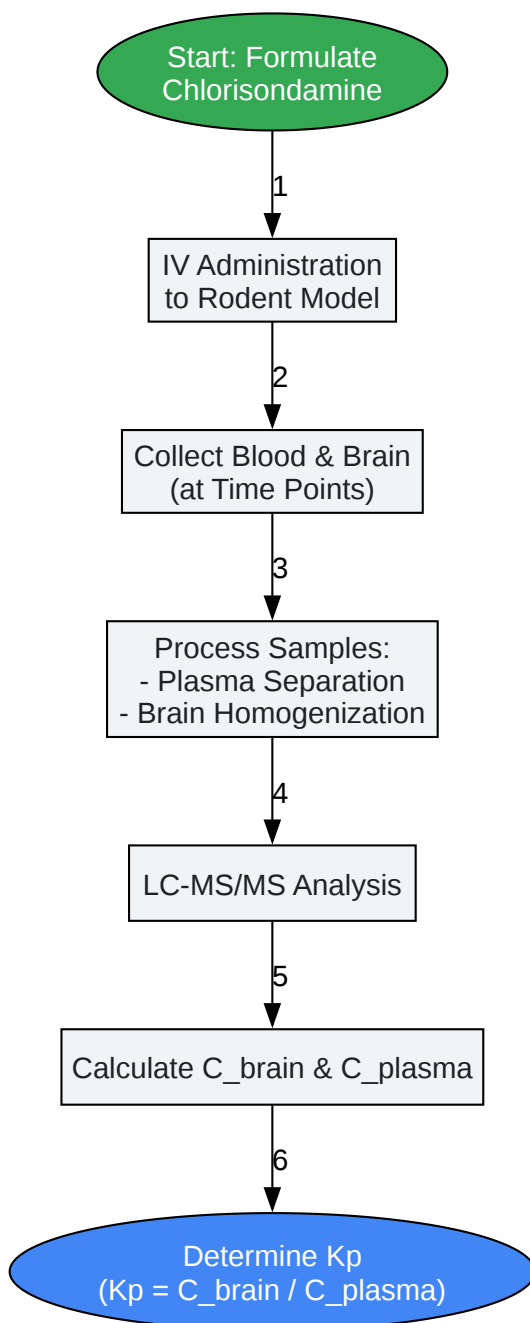 Start: Formulate
Chlorisondamine
1
IV Administration
to Rodent Model
2
Collect Blood & Brain
(at Time Points)
3
Process Samples:
- Plasma Separation
- Brain Homogenization
4
LC-MS/MS Analysis
5
Calculate C_brain & C_plasma
6
Determine Kp
(Kp = C_brain / C_plasma)